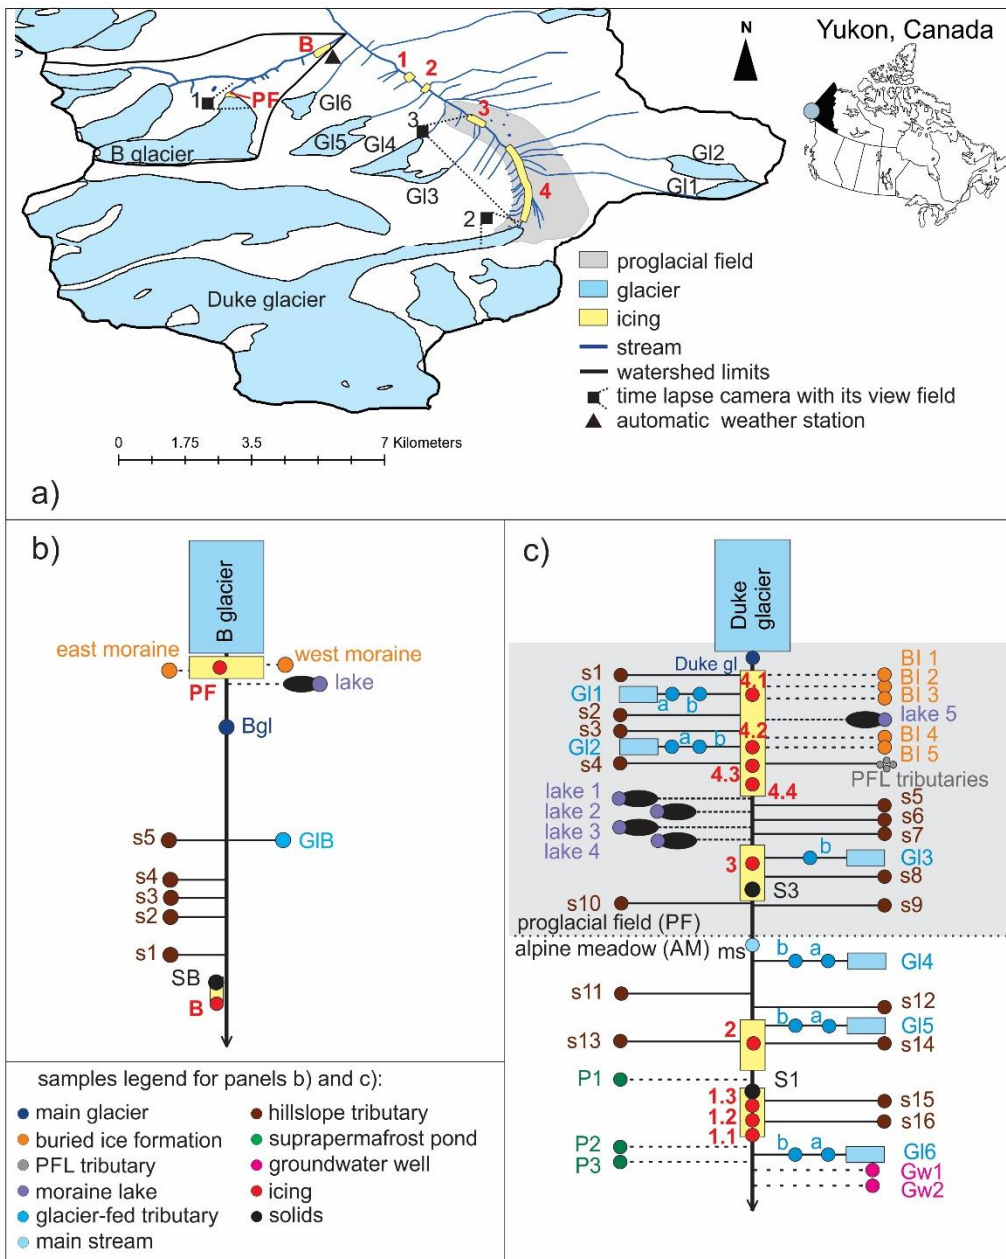 N
Yukon, Canada
B
2
1
1
PF
Gl6
3
3
Gl5
Gl4
B glacier
Gl2
Gl3
Gl1
4
2
Duke glacier
proglacial field
glacier
icing
stream
watershed limits
time lapse camera with its view field
automatic weather station
0 1.75 3.5 7 Kilometers
a)
b)
B glacier
east moraine
west moraine
PF
lake
Bgl
s5
GlB
s4
s3
s2
s1
SB
B
samples legend for panels b) and c):
main glacier
buried ice formation
PFL tributary
moraine lake
glacier-fed tributary
main stream
hillslope tributary
suprapermafrost pond
groundwater well
icing
solids
c)
Duke glacier
Duke gl
s1
4.1
BI 1
BI 2
Gl1
a
b
BI 3
s2
lake 5
s3
4.2
BI 4
Gl2
a
b
BI 5
s4
4.3
PFL tributaries
4.4
lake 1
s5
lake 2
s6
lake 3
s7
lake 4
b
Gl3
3
s8
S3
s10
s9
proglacial field (PF)
alpine meadow (AM)
ms
b
a
Gl4
s11
s12
b
a
Gl5
2
s13
s14
P1
S1
1.3
s15
1.2
s16
1.1
P2
b
a
Gl6
P3
Gw1
Gw2